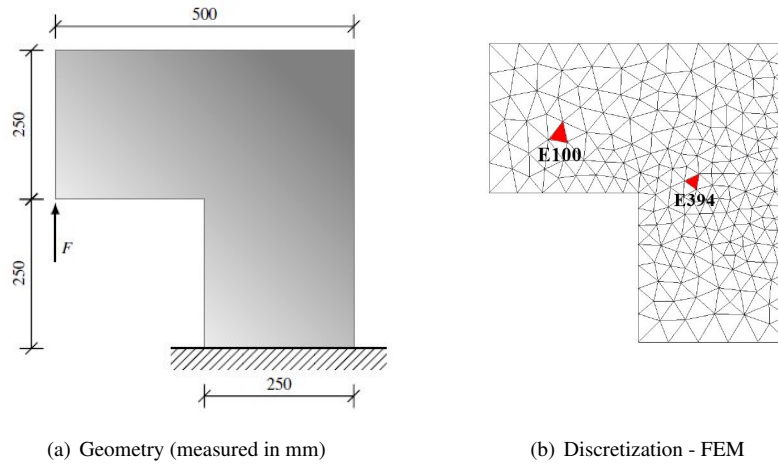 500
250
250
F
250
E100
E394
(a) Geometry (measured in mm)
(b) Discretization - FEM